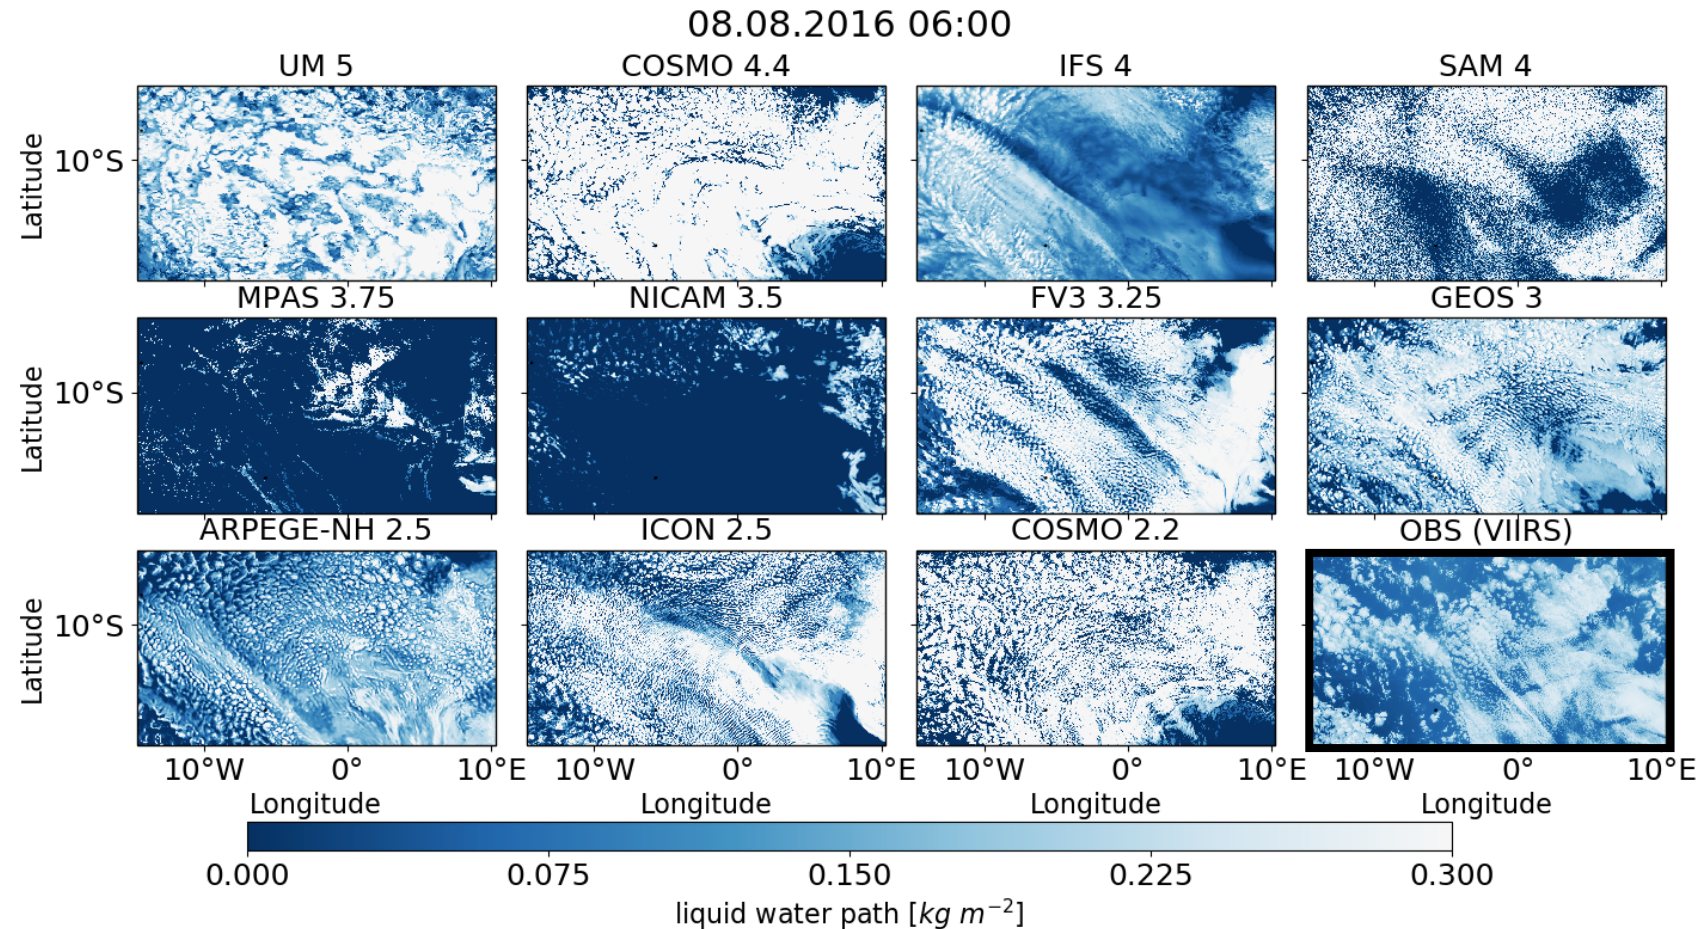 08.08.2016 06:00
UM 5 COSMO 4.4 IFS 4 SAM 4
Latitude
10°S
MPAS 3.75 NICAM 3.5 FV3 3.25 GEOS 3
Latitude
10°S
ARPEGE-NH 2.5 ICON 2.5 COSMO 2.2 OBS (VIIRS)
Latitude
10°S
10°W 0° 10°E 10°W 0° 10°E 10°W 0° 10°E 10°W 0° 10°E
Longitude Longitude Longitude Longitude
0.000 0.075 0.150 0.225 0.300
liquid water path [kg m⁻²]